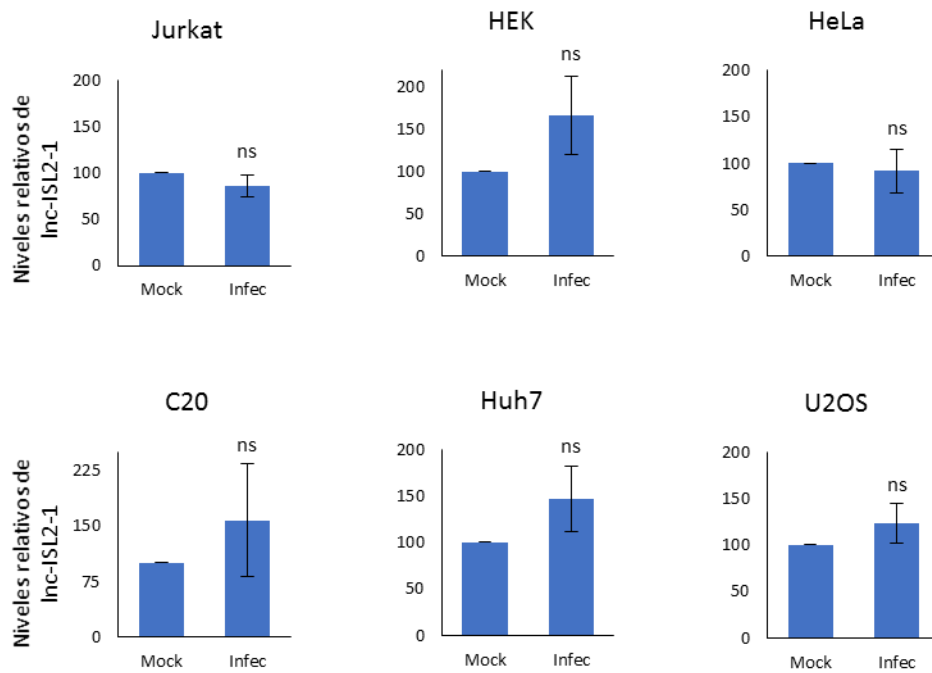 Jurkat
Niveles relativos de
lnc-ISL2-1
200
150
100
50
0
ns
Mock Infec
HEK
200
150
100
50
0
ns
Mock Infec
HeLa
200
150
100
50
0
ns
Mock Infec
C20
Niveles relativos de
lnc-ISL2-1
225
150
75
0
ns
Mock Infec
Huh7
200
150
100
50
0
ns
Mock Infec
U2OS
200
150
100
50
0
ns
Mock Infec